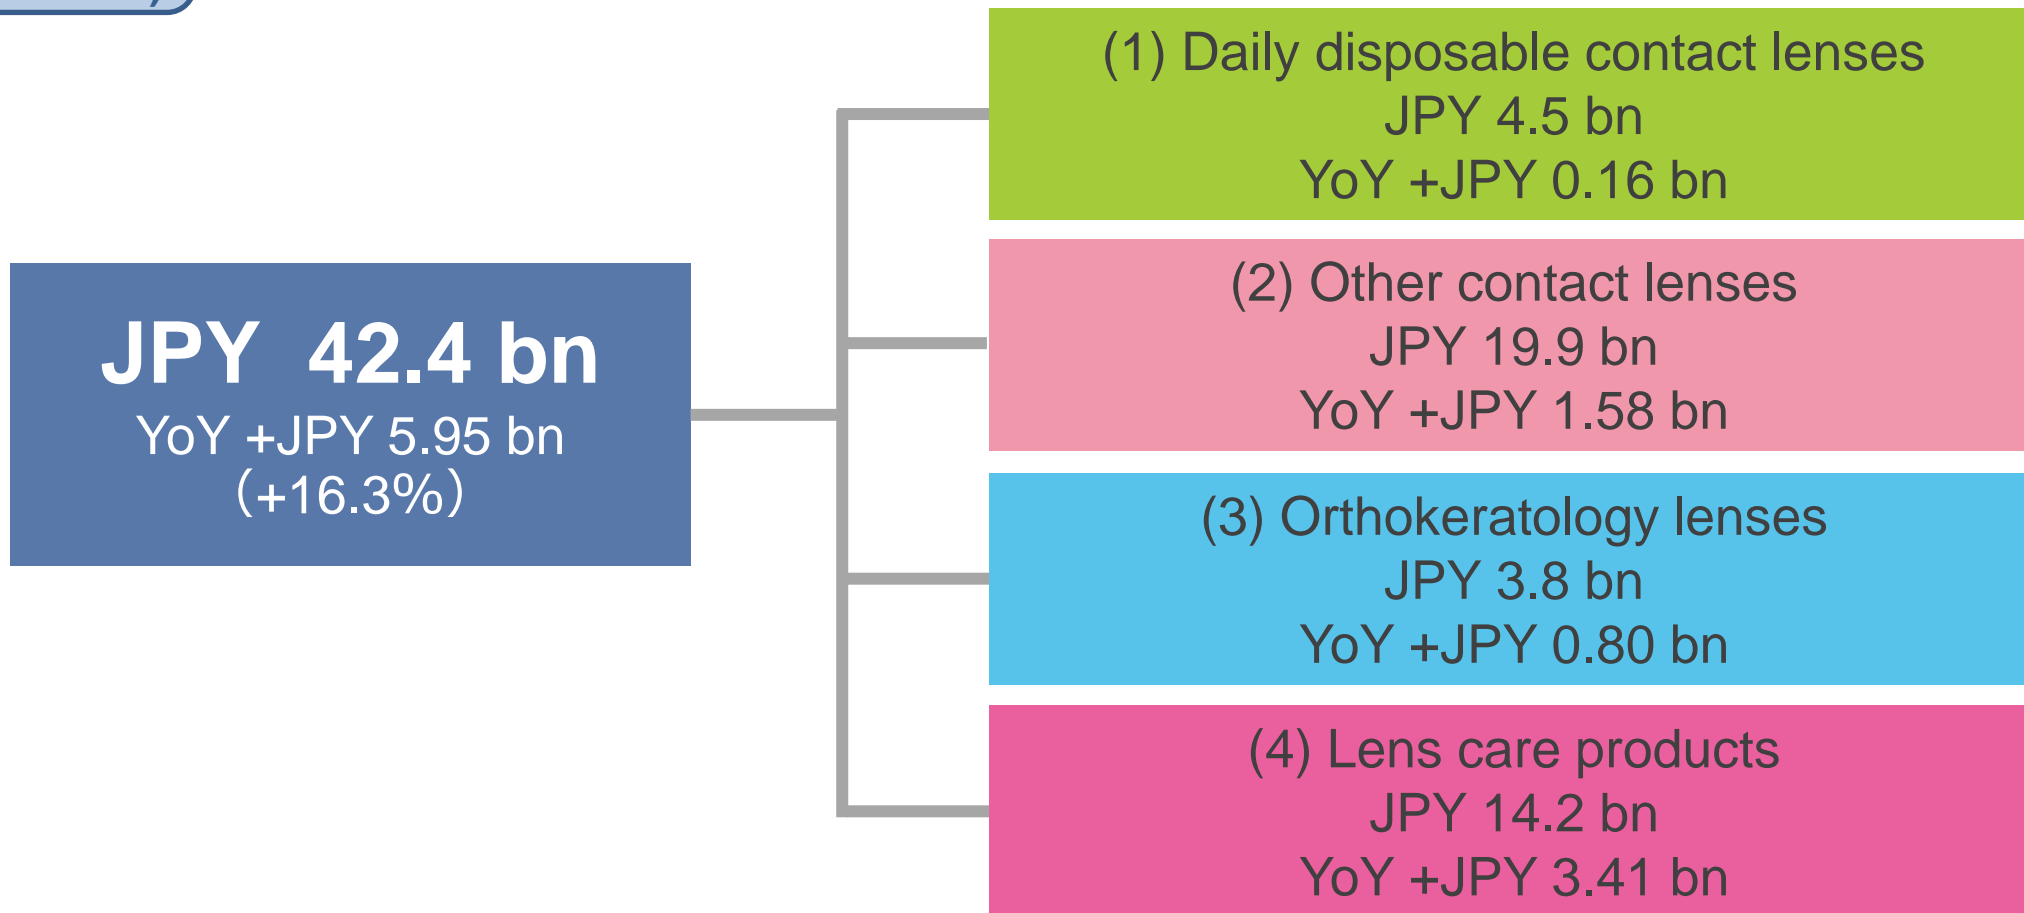 JPY 42.4 bn
YoY +JPY 5.95 bn
(+16.3%)
(1) Daily disposable contact lenses
JPY 4.5 bn
YoY +JPY 0.16 bn
(2) Other contact lenses
JPY 19.9 bn
YoY +JPY 1.58 bn
(3) Orthokeratology lenses
JPY 3.8 bn
YoY +JPY 0.80 bn
(4) Lens care products
JPY 14.2 bn
YoY +JPY 3.41 bn